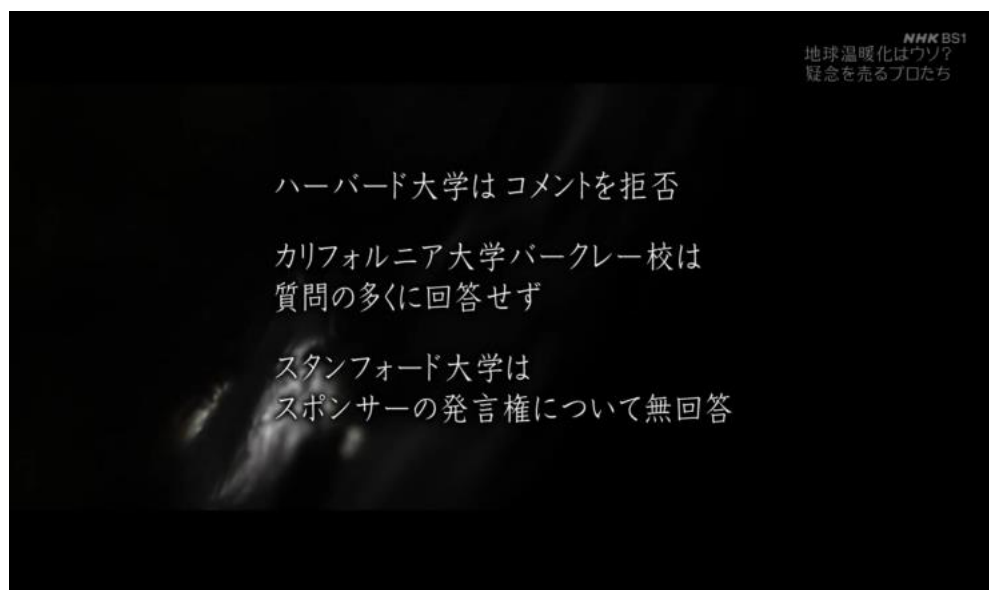 NHK BS1
地球温暖化はウソ?
疑念を売るプロたち
ハーバード大学はコメントを拒否
カリフォルニア大学バークレー校は
質問の多くに回答せず
スタンフォード大学は
スポンサーの発言権について無回答